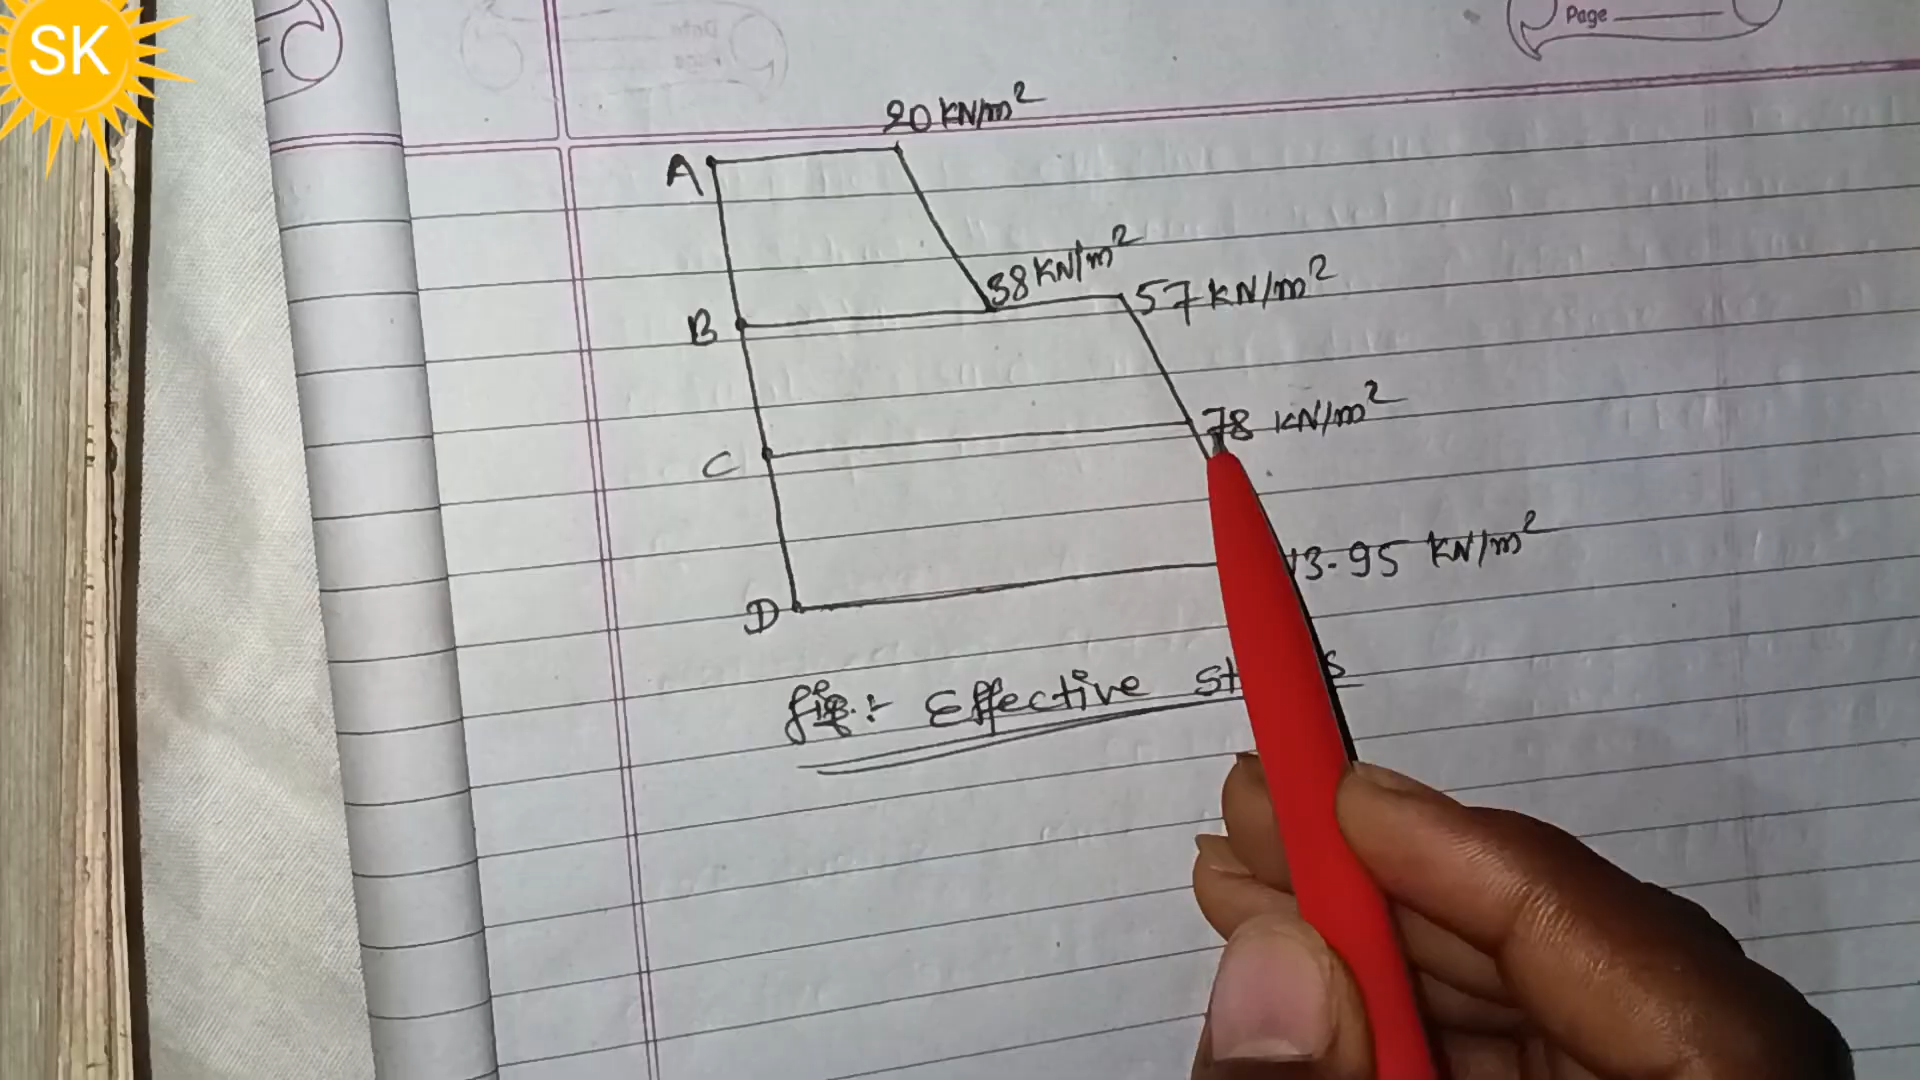 SK
Page
20 KN/m²
A
38 KN/m²
57 KN/m²
B
78 KN/m²
C
3.95 KN/m²
D
fig:- Effective